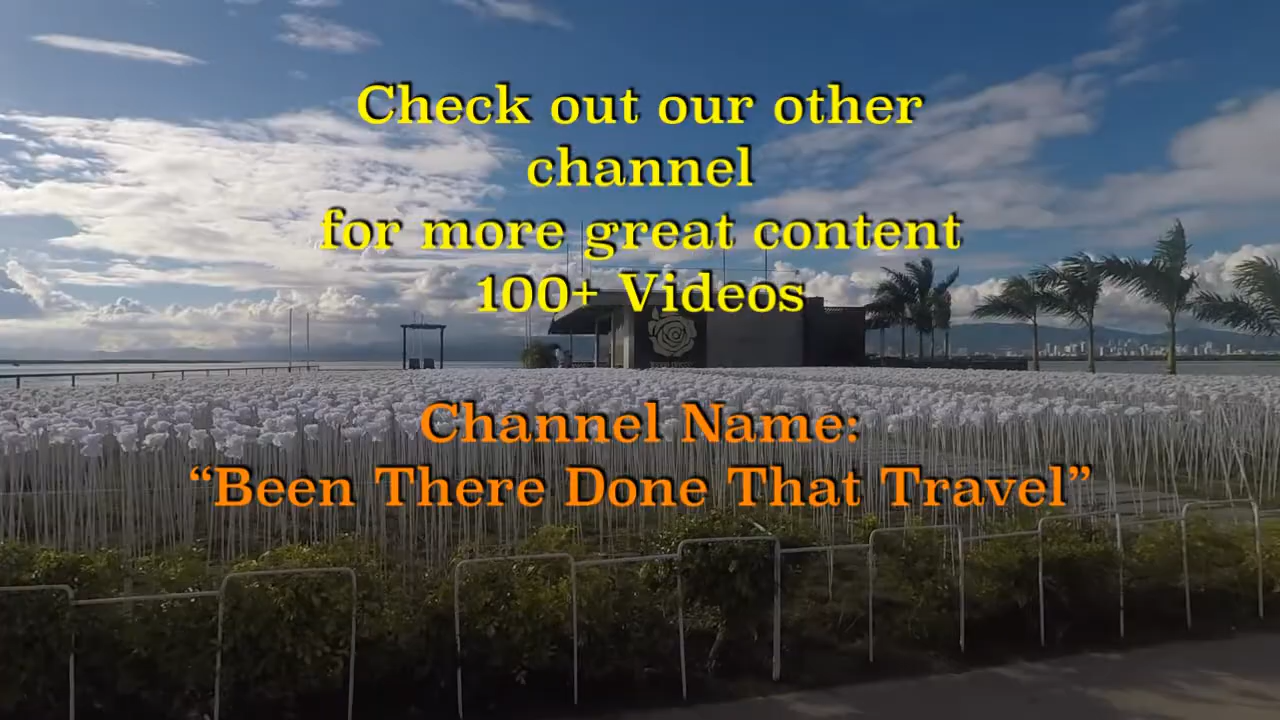 Check out our other
channel
for more great content
100+ Videos
Channel Name:
“Been There Done That Travel”